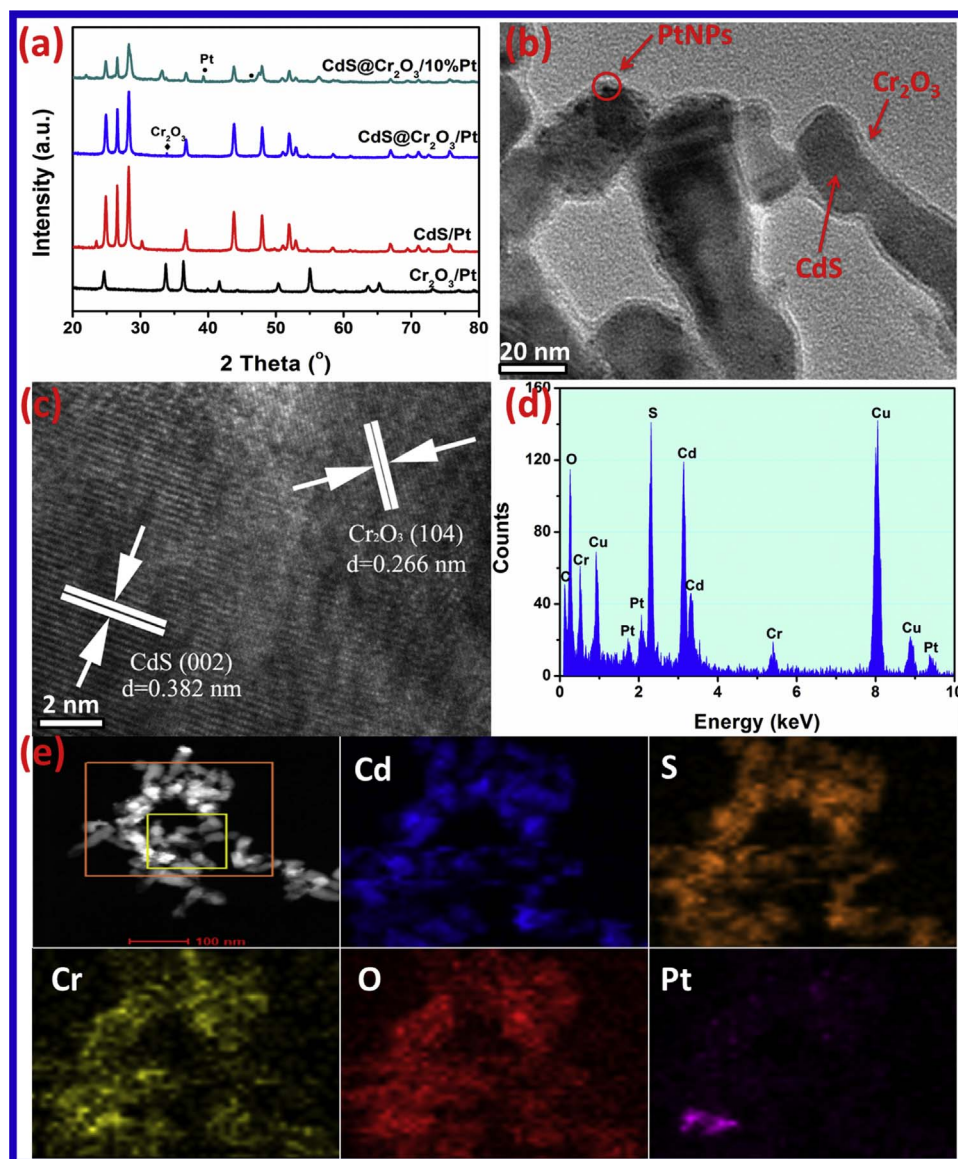 (a)
Pt
CdS@Cr₂O₃/10%Pt
Cr₂O₃
CdS@Cr₂O₃/Pt
CdS/Pt
Cr₂O₃/Pt
Intensity (a.u.)
20 30 40 50 60 70 80
2 Theta (°)
(b)
PtNPs
Cr₂O₃
CdS
20 nm
(c)
Cr₂O₃ (104)
d=0.266 nm
CdS (002)
d=0.382 nm
2 nm
(d)
160
120
80
40
0
Counts
C
O
Cr
Cu
Pt
Pt
S
Cd
Cd
Cr
Cu
Cu
Pt
0 2 4 6 8 10
Energy (keV)
(e)
100 nm
Cd
S
Cr
O
Pt